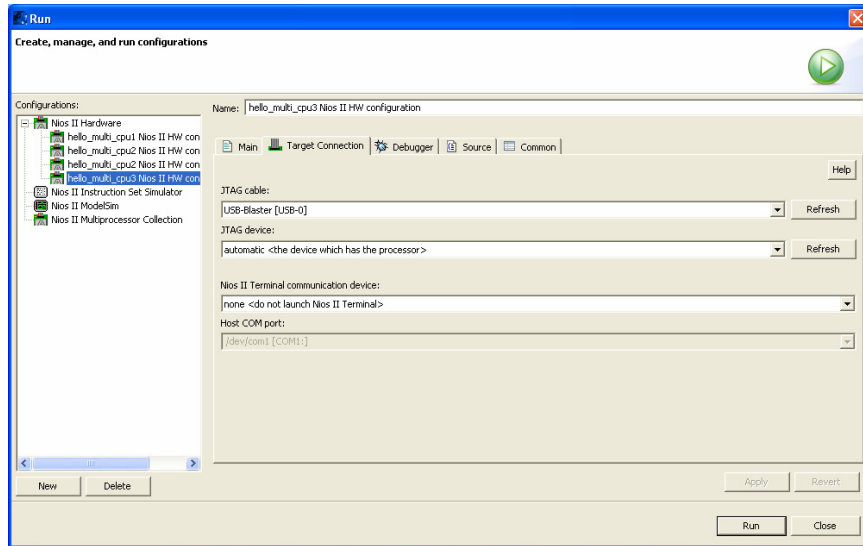 Run
Create, manage, and run configurations
Configurations:
Nios II Hardware
hello_multi_cpu1 Nios II HW con
hello_multi_cpu2 Nios II HW con
hello_multi_cpu2 Nios II HW con
hello_multi_cpu3 Nios II HW con
Nios II Instruction Set Simulator
Nios II ModelSim
Nios II Multiprocessor Collection
New Delete
Name: hello_multi_cpu3 Nios II HW configuration
Main Target Connection Debugger Source Common
Help
JTAG cable:
USB-Blaster [USB-0] Refresh
JTAG device:
automatic <the device which has the processor> Refresh
Nios II Terminal communication device:
none <do not launch Nios II Terminal>
Host COM port:
/dev/com1 [COM1:]
Apply Revert
Run Close